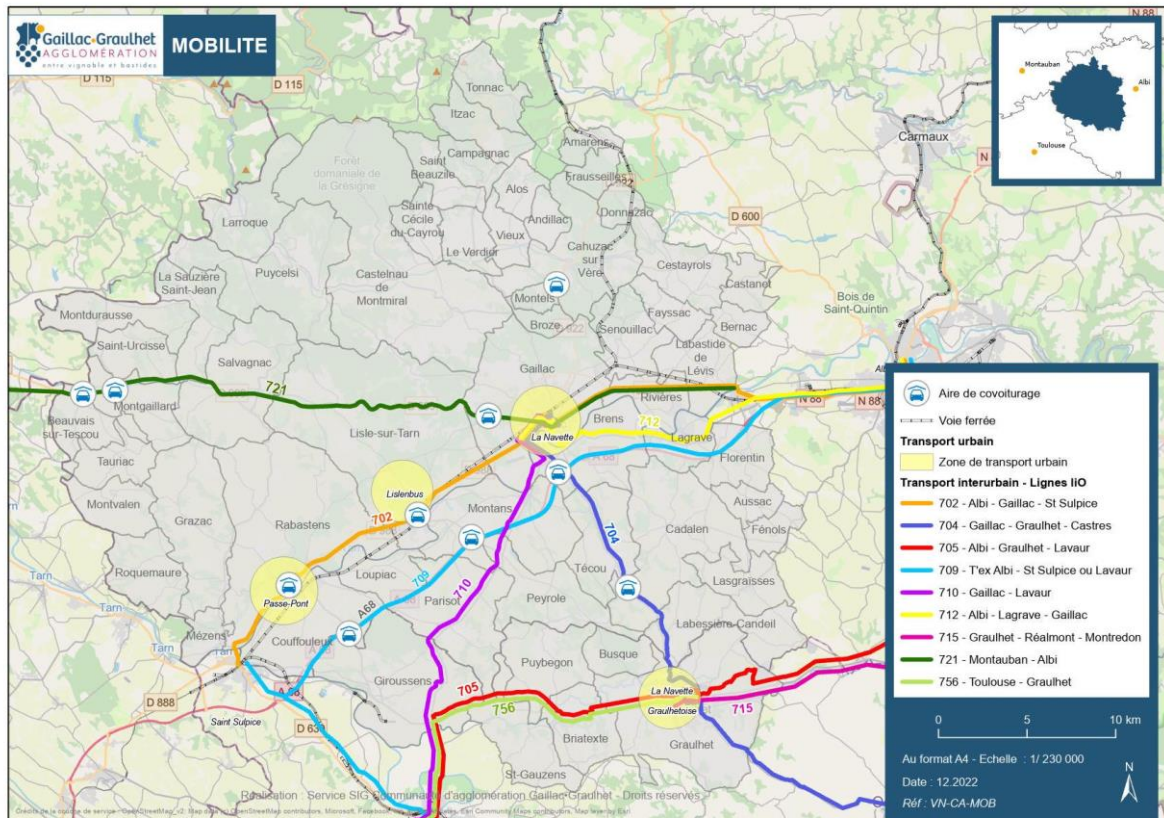 Gaillac•Graulhet
AGGLOMÉRATION
entre vignoble et bastides
MOBILITE
D 115
D 115
N 88
Montauban
Albi
Toulouse
Tonnac
Itzac
Campagnac
Amarens
Carmaux
Forêt
domaniale de
la Grésigne
Saint
Beauzile
Frausseilles
Alos
Larroque
Sainte
Cécile
du-Cayrou
Andillac
Donnazac
D 600
Vieux
Le Verdier
Cahuzac
sur
Vère
La Sauzière
Saint-Jean
Puycelsi
Castelnau
de
Montmiral
Cestayrols
Castanet
Bois de
Saint-Quintin
Montels
Montdurausse
Broze
Fayssac
Senouillac
Bernac
Saint-Urcisse
Salvagnac
Gaillac
Labastide
de
Lévis
721
Rivières
Montgaillard
Beauvais
sur-Tescou
Lisle-sur-Tarn
La Navette
Brens
712
Lagrave
N 88
N 88
Florentin
Tauriac
Lislenbus
Montvalen
Grazac
Rabastens
702
Montans
704
Cadalen
Aussac
Fénols
Roquemaure
Loupiac
709
710
Técou
Lasgraisses
Passe-Pont
A68
Parisot
Peyrole
Tarn
Tarn
Mézens
Couffouleux
Labessière-Candeil
Busque
Puybegon
Giroussens
705
La Navette
Graulhetoise
D 888
Saint Sulpice
756
715
Briatexte
Graulhet
St-Gauzens
Aire de covoiturage
Voie ferrée
Transport urbain
Zone de transport urbain
Transport interurbain - Lignes liO
702 - Albi - Gaillac - St Sulpice
704 - Gaillac - Graulhet - Castres
705 - Albi - Graulhet - Lavaur
709 - T'ex Albi - St Sulpice ou Lavaur
710 - Gaillac - Lavaur
712 - Albi - Lagrave - Gaillac
715 - Graulhet - Réalmont - Montredon
721 - Montauban - Albi
756 - Toulouse - Graulhet
0 5 10 km
Au format A4 - Echelle : 1/ 230 000
Date : 12.2022
Réf : VN-CA-MOB
N
Réalisation : Service SIG Communauté d'agglomération Gaillac-Graulhet - Droits réservés